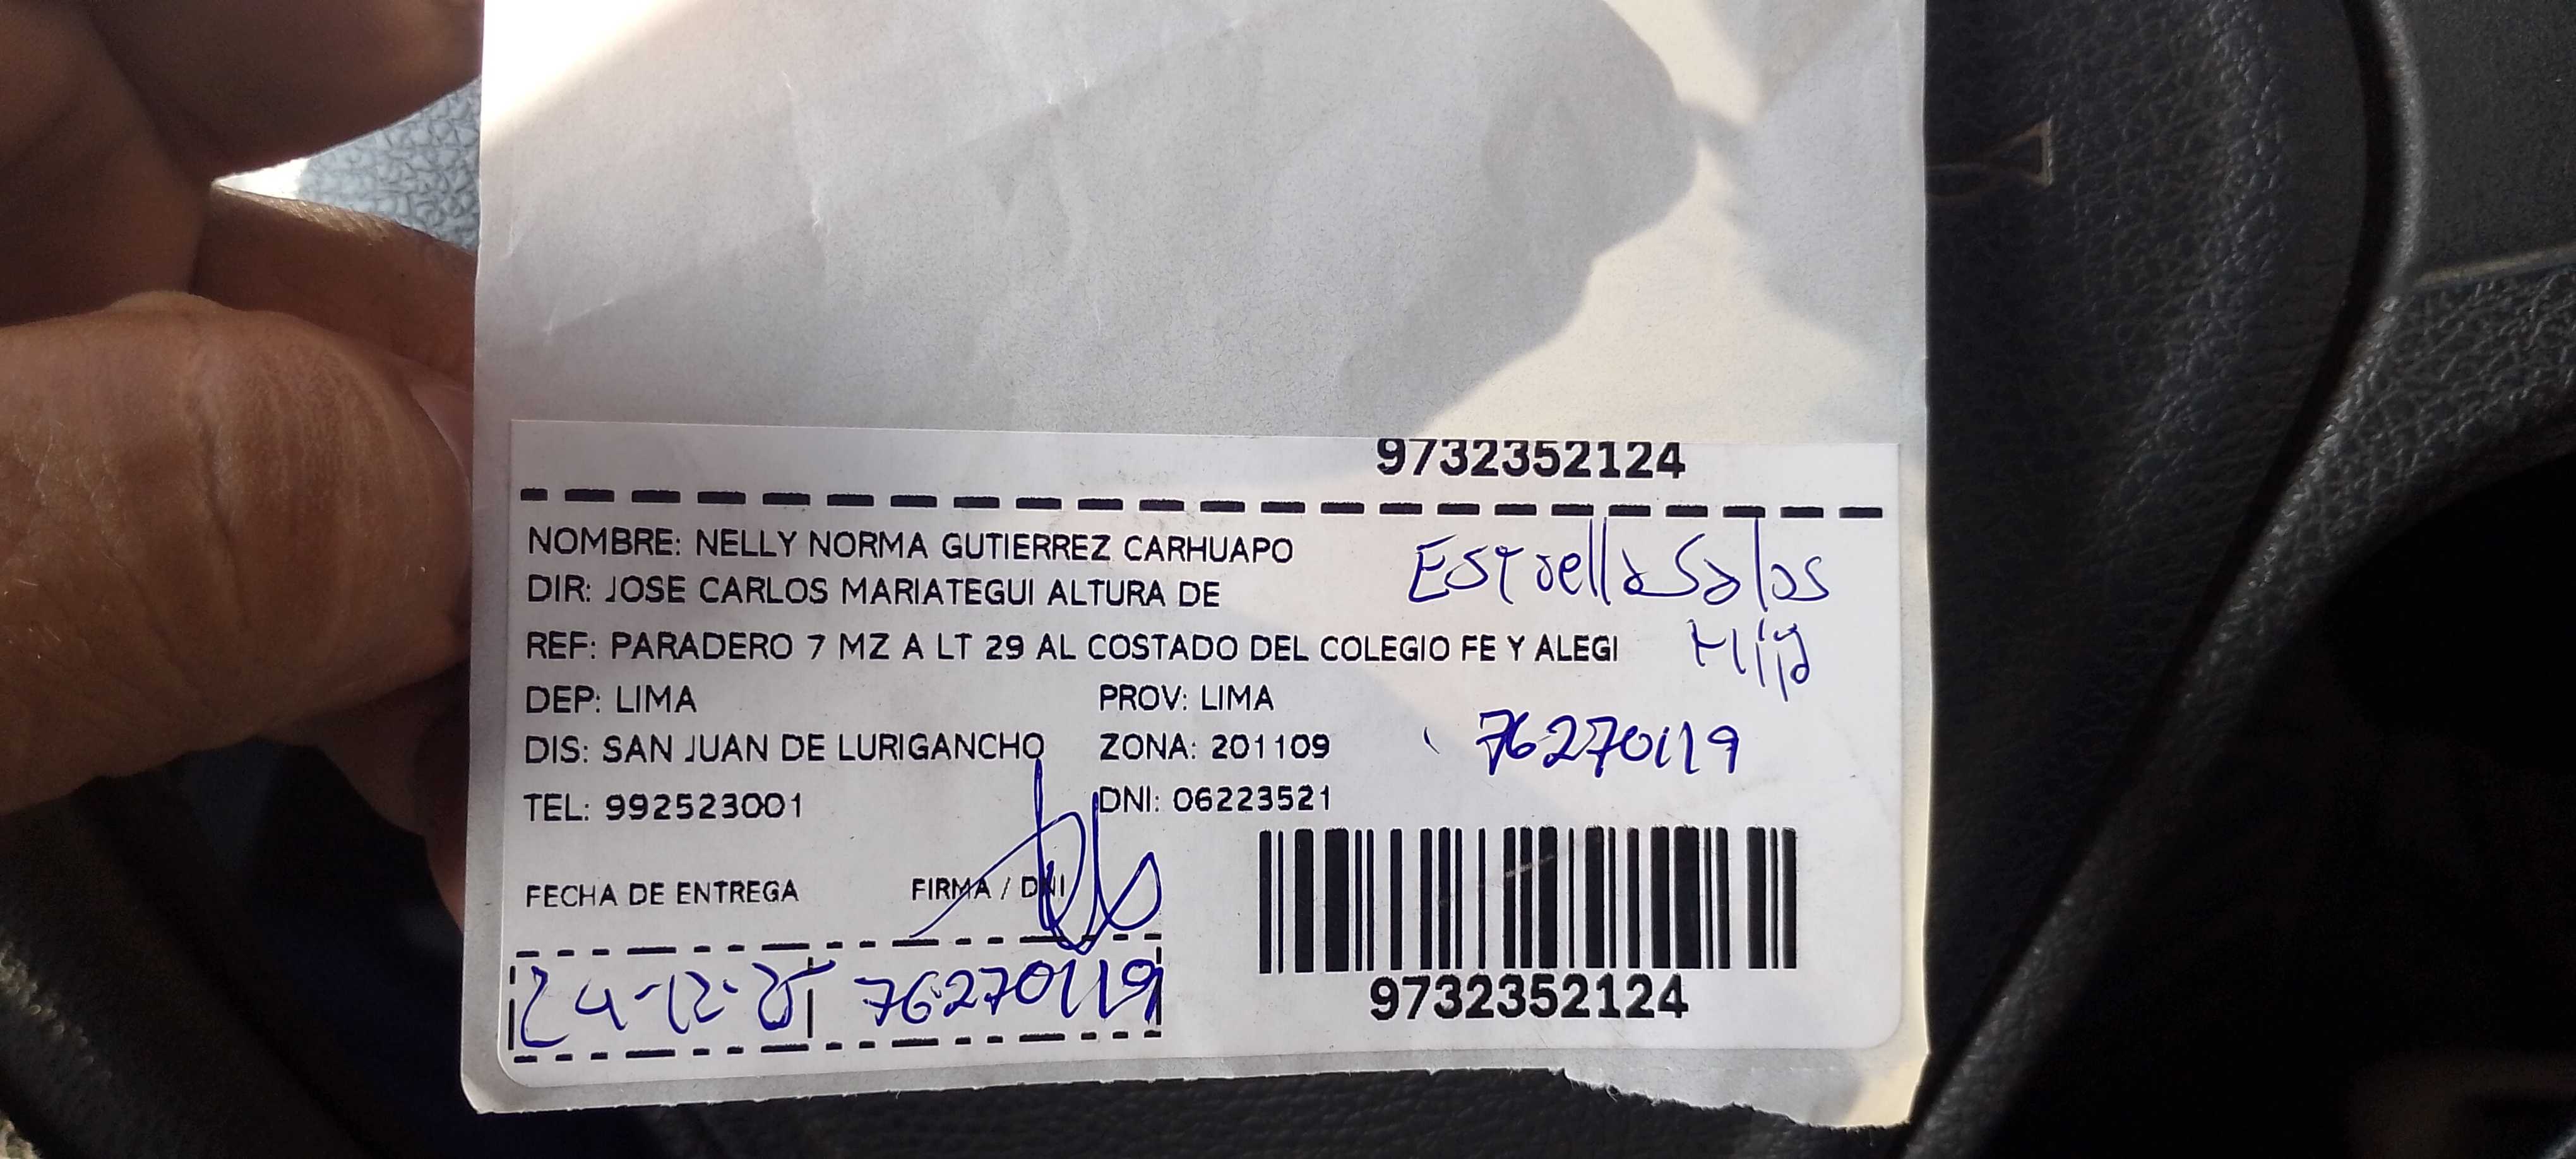 9732352124
NOMBRE: NELLY NORMA GUTIERREZ CARHUAPO
Estrella Salas
DIR: JOSE CARLOS MARIATEGUI ALTURA DE
REF: PARADERO 7 MZ A LT 29 AL COSTADO DEL COLEGIO FE Y ALEGI
Hija
DEP: LIMA PROV: LIMA
DIS: SAN JUAN DE LURIGANCHO ZONA: 201109
76270119
TEL: 992523001 DNI: 06223521
FECHA DE ENTREGA FIRMA / DNI
24-12-25 76270119
9732352124